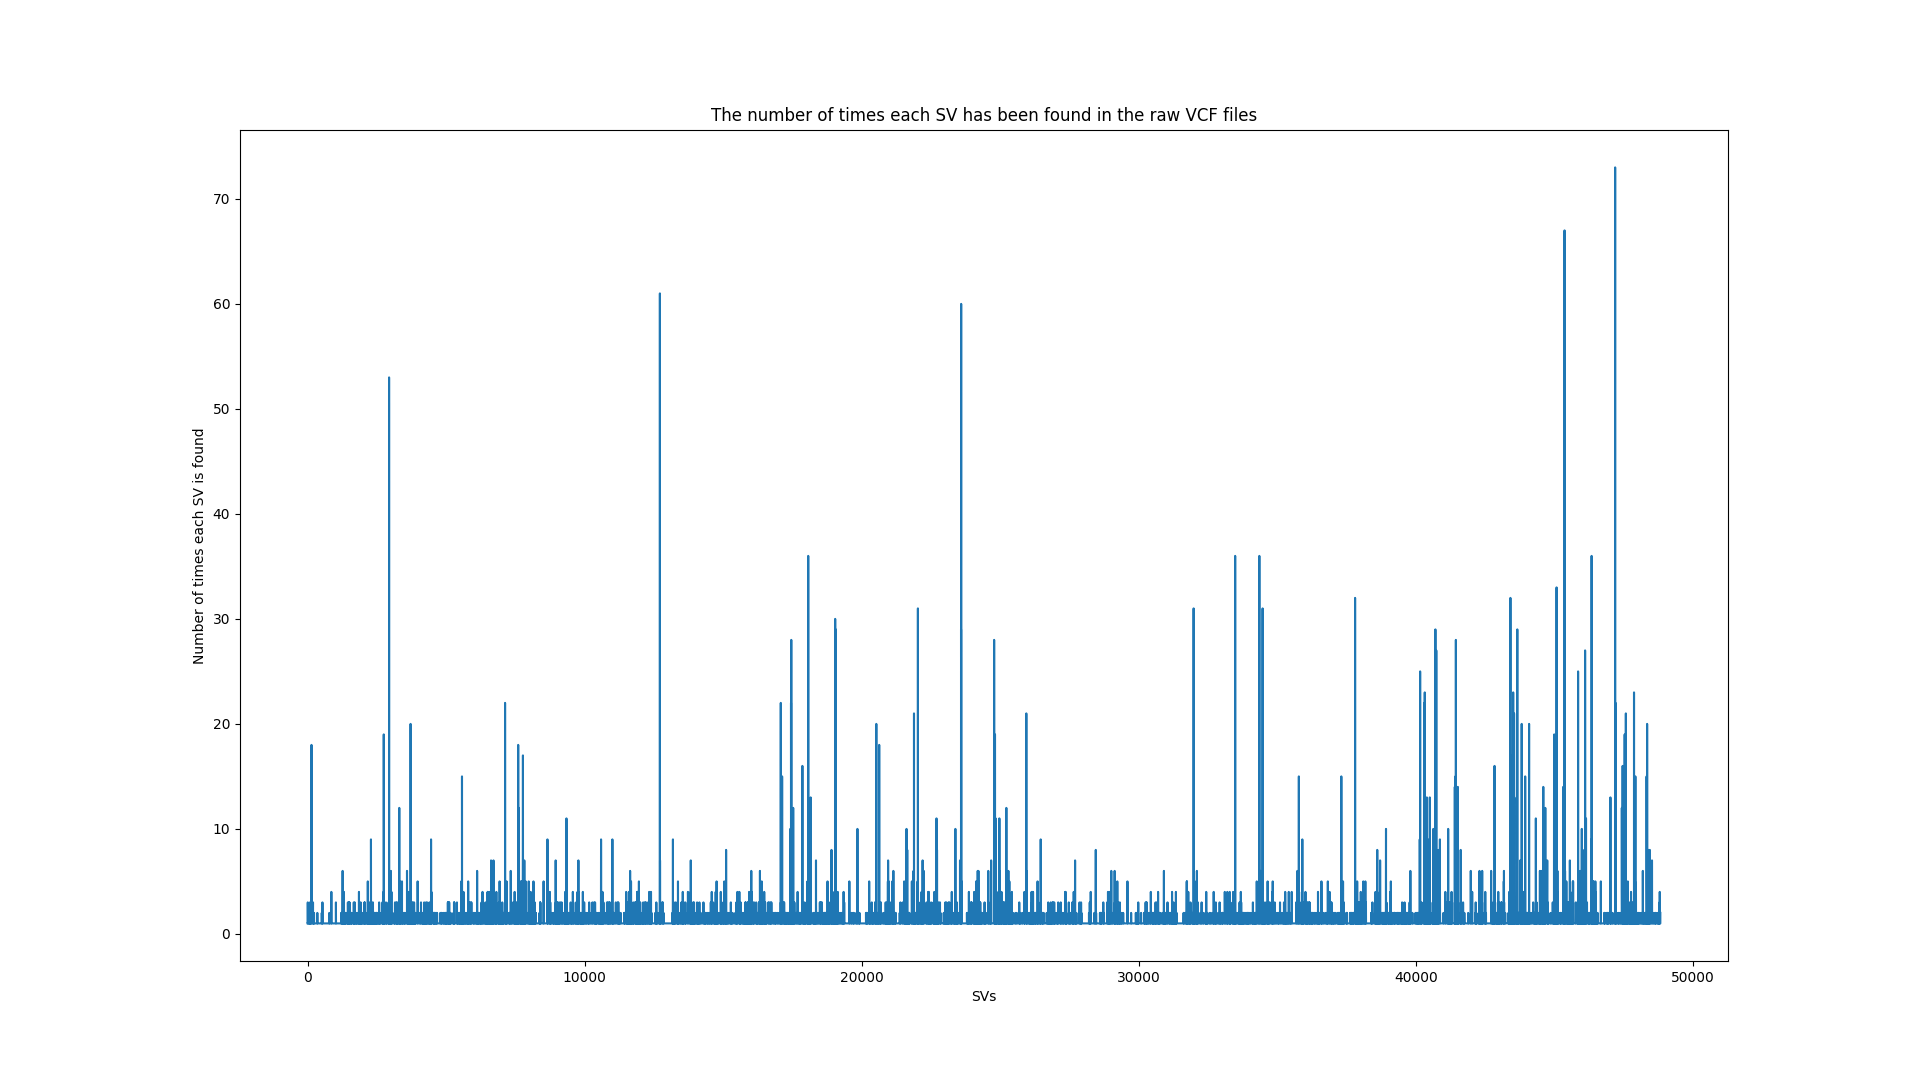 The number of times each SV has been found in the raw VCF files
Number of times each SV is found
70
60
50
40
30
20
10
0
0 10000 20000 30000 40000 50000
SVs